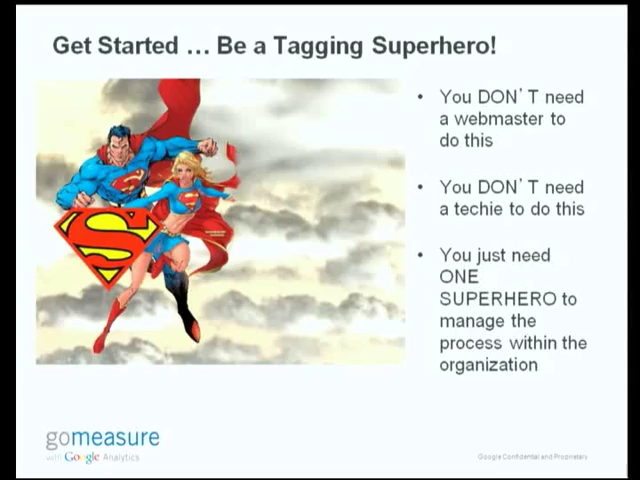 Get Started … Be a Tagging Superhero!
• You DON'T need
a webmaster to
do this
• You DON'T need
a techie to do this
• You just need
ONE
SUPERHERO to
manage the
process within the
organization
S
gomeasure
with Google Analytics
Google Confidential and Proprietary